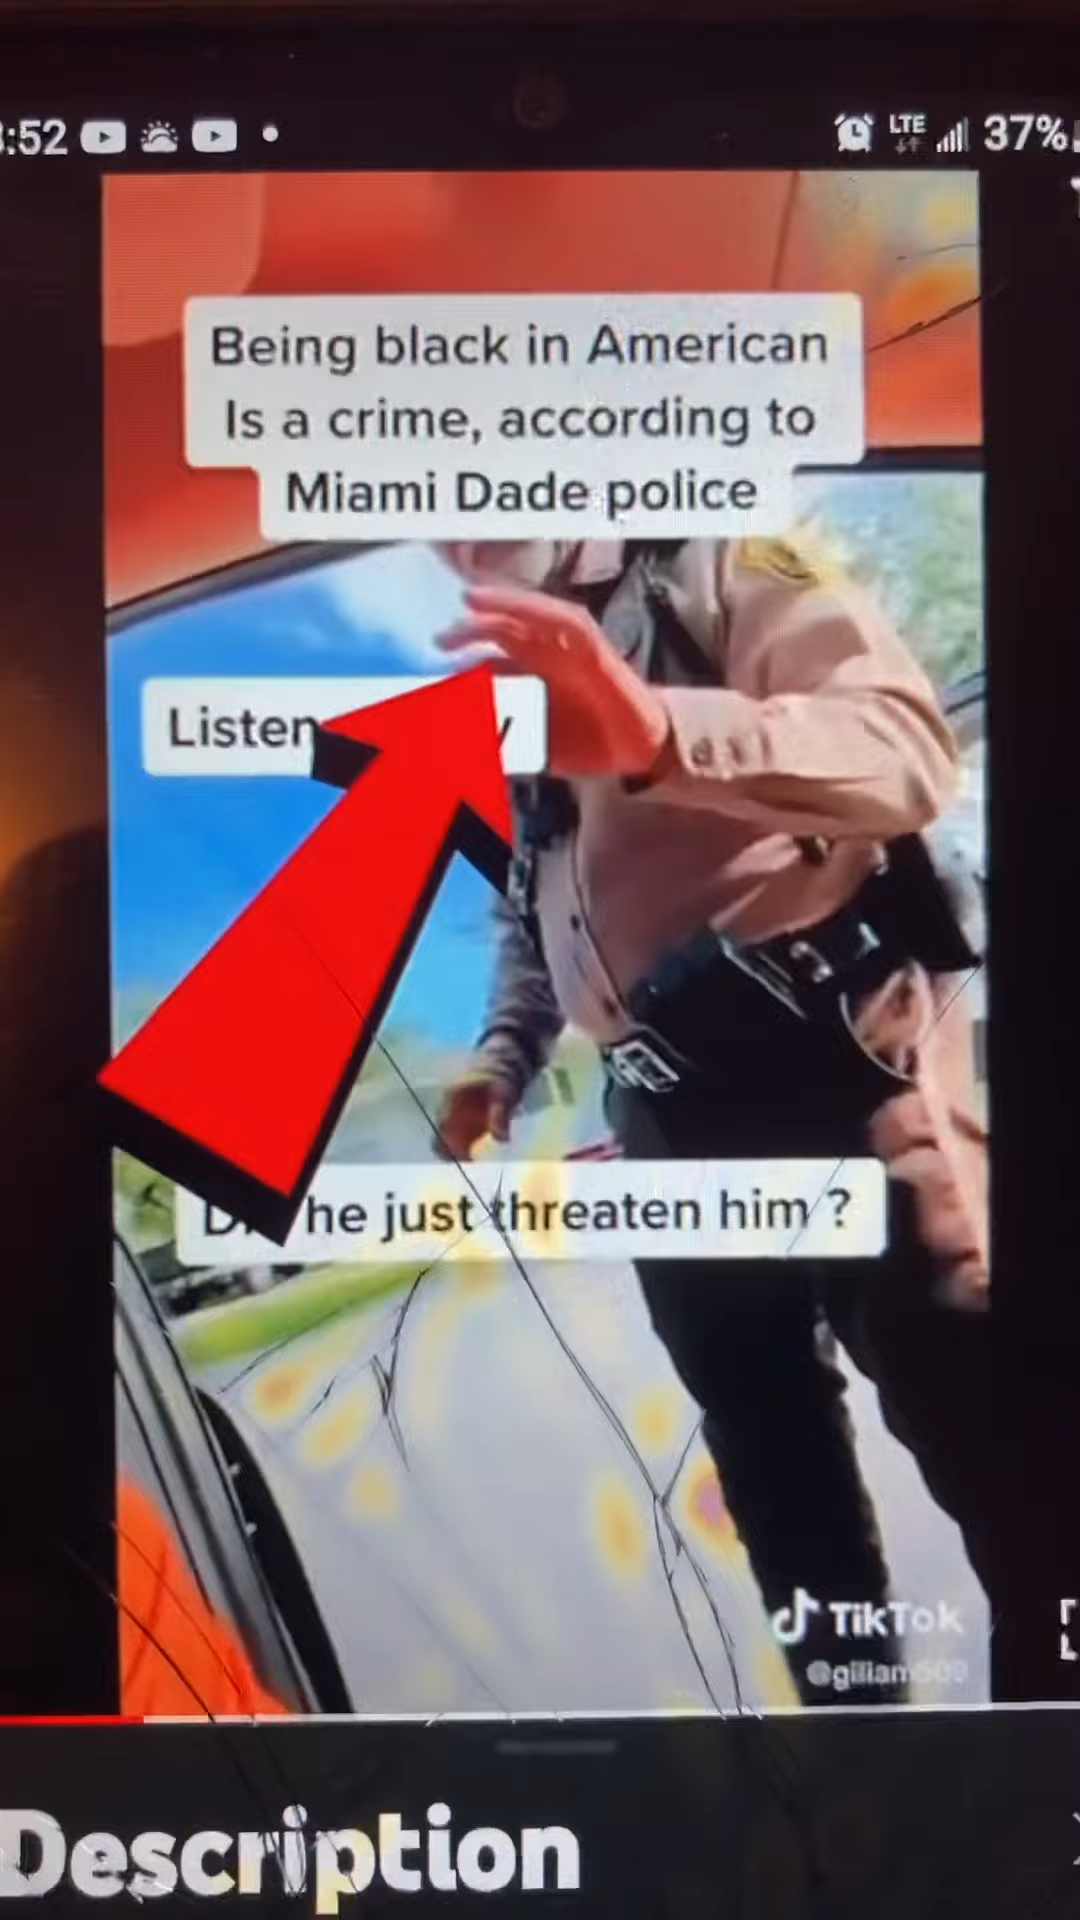 :52
LTE
37%
Being black in American
Is a crime, according to
Miami Dade police
Listen
he just threaten him ?
TikTok
Description